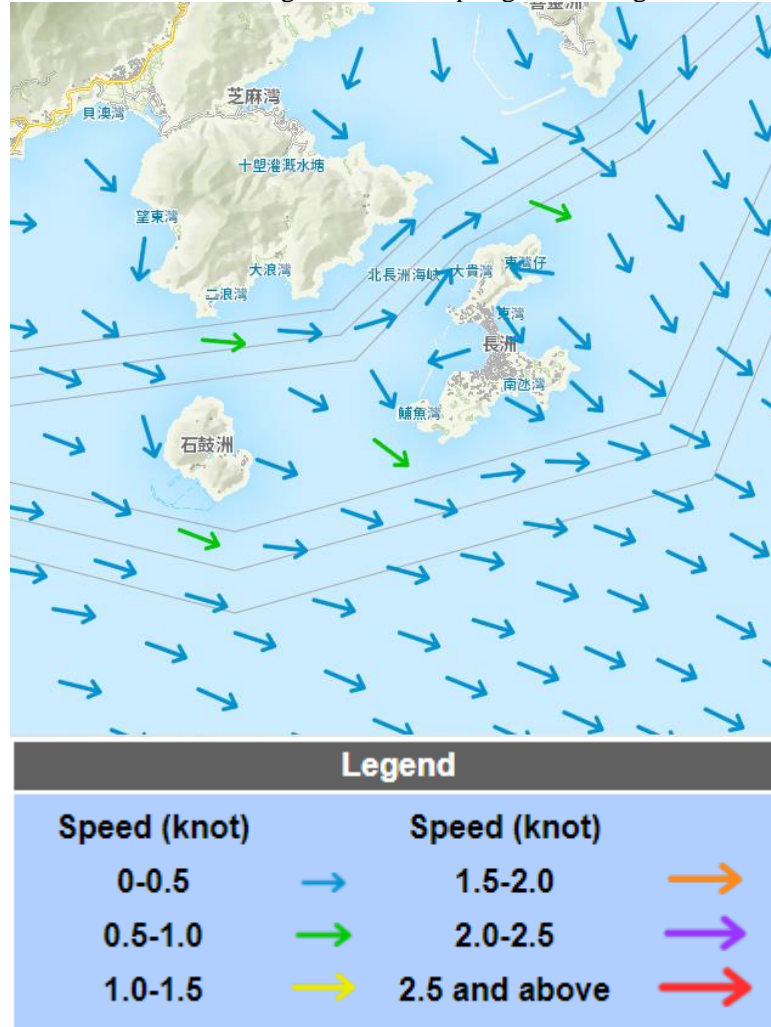 芝麻灣
貝澳灣
十塱灌溉水塘
望東灣
大浪灣
二浪灣
北長洲海峽
大貴灣
東灣仔
東灣
長洲
南氹灣
鯆魚灣
石鼓洲
Legend
Speed (knot) Speed (knot)
0-0.5 1.5-2.0
0.5-1.0 2.0-2.5
1.0-1.5 2.5 and above